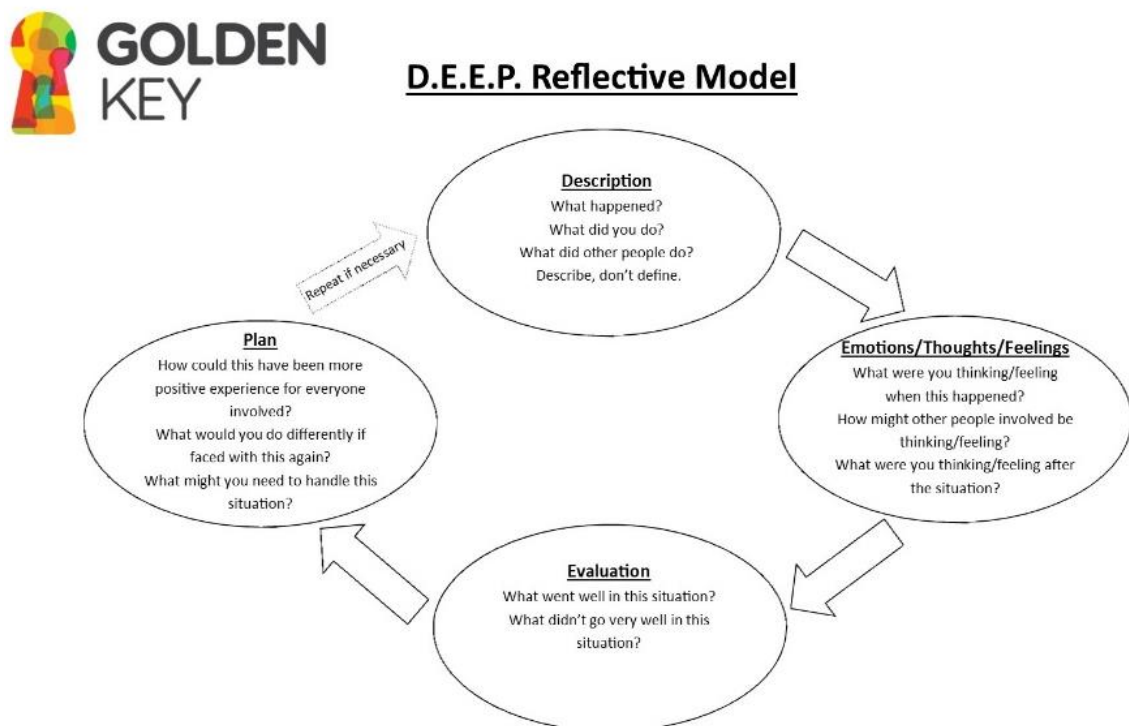 GOLDEN
KEY
D.E.E.P. Reflective Model
Description
What happened?
What did you do?
What did other people do?
Describe, don't define.
Emotions/Thoughts/Feelings
What were you thinking/feeling
when this happened?
How might other people involved be
thinking/feeling?
What were you thinking/feeling after
the situation?
Evaluation
What went well in this situation?
What didn't go very well in this
situation?
Plan
How could this have been more
positive experience for everyone
involved?
What would you do differently if
faced with this again?
What might you need to handle this
situation?
Repeat if necessary